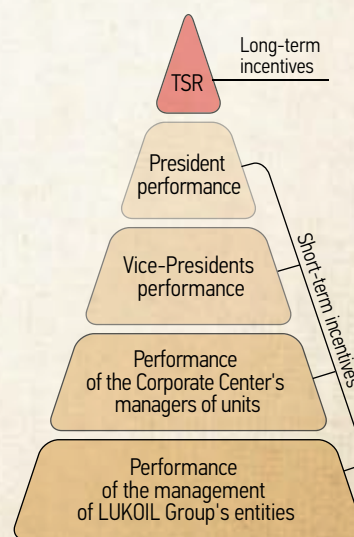 Long-term
incentives
TSR
President
performance
Short-term incentives
Vice-Presidents
performance
Performance
of the Corporate Center's
managers of units
Performance
of the management
of LUKOIL Group's entities